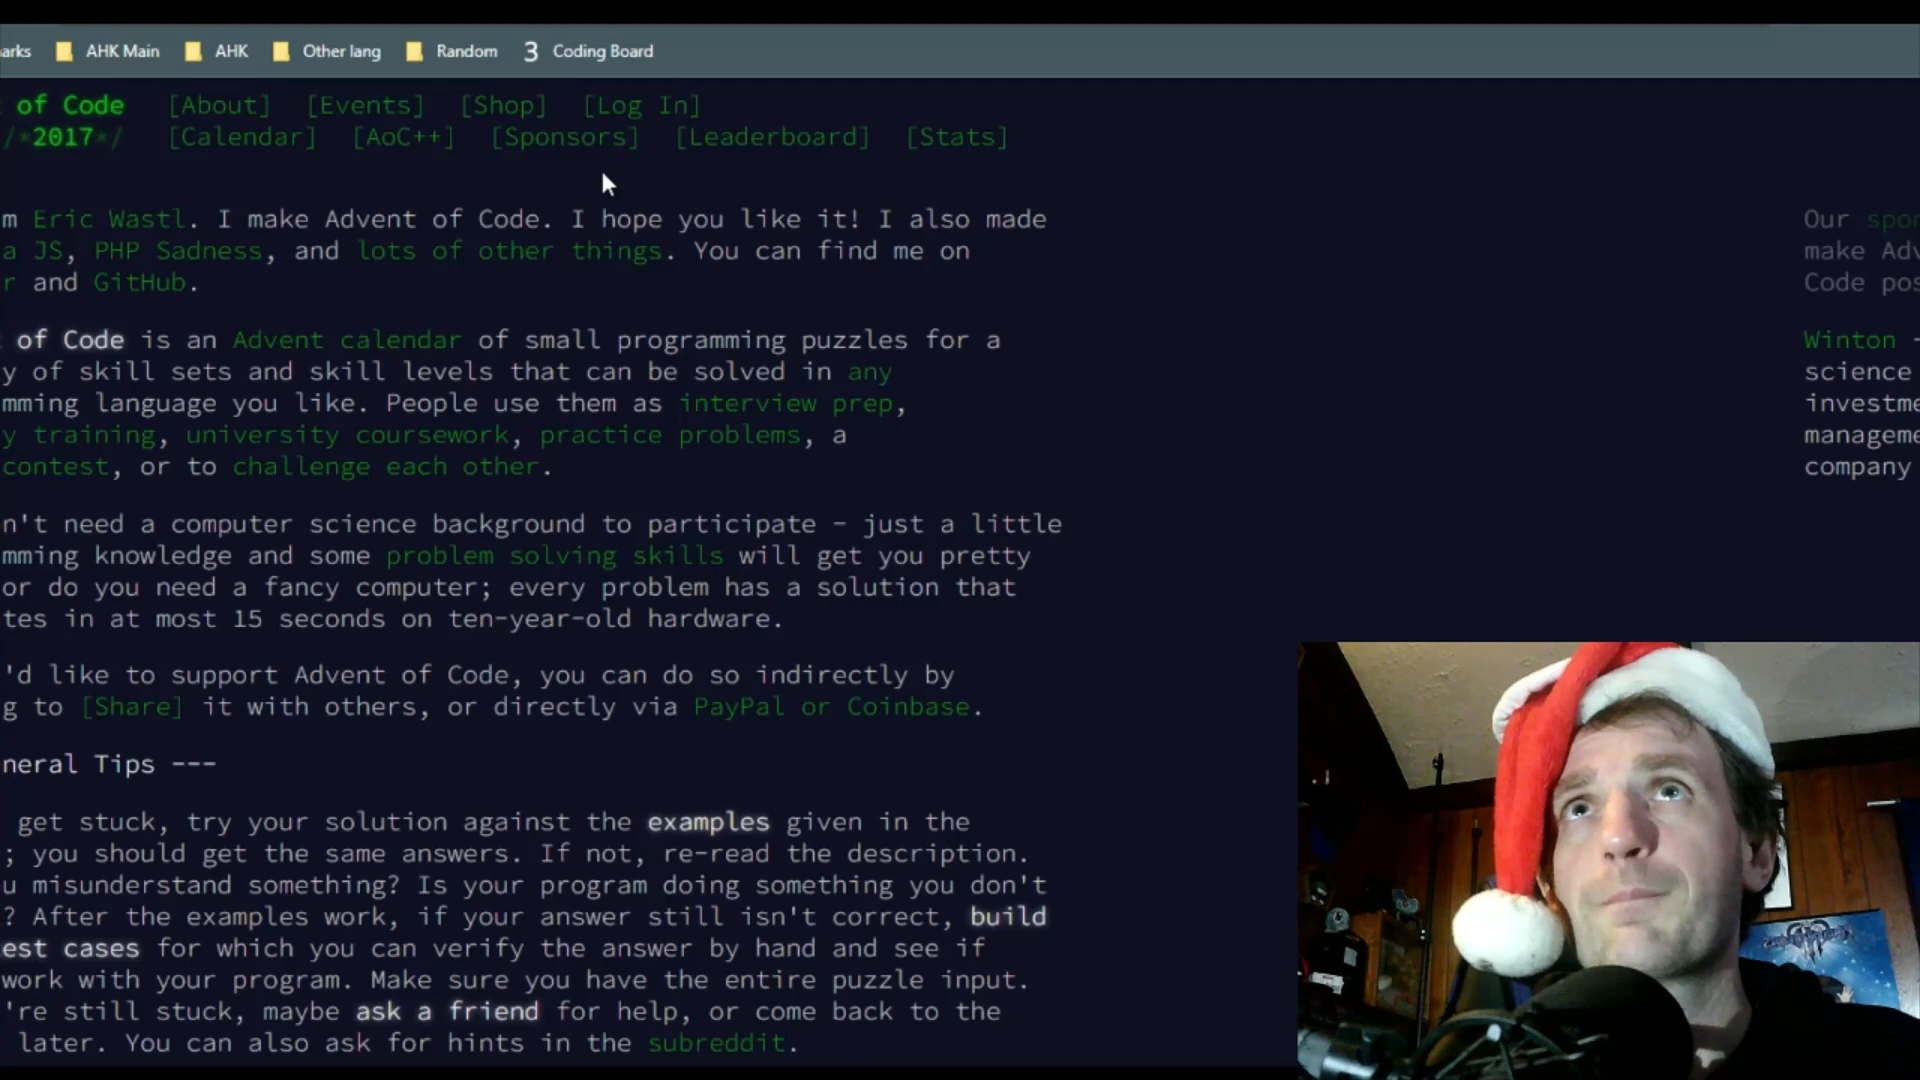 arks AHK Main AHK Other lang Random 3 Coding Board
of Code [About] [Events] [Shop] [Log In]
/*2017*/ [Calendar] [AoC++] [Sponsors] [Leaderboard] [Stats]
m Eric Wastl. I make Advent of Code. I hope you like it! I also made
a JS, PHP Sadness, and lots of other things. You can find me on
r and GitHub.
of Code is an Advent calendar of small programming puzzles for a
y of skill sets and skill levels that can be solved in any
mming language you like. People use them as interview prep,
y training, university coursework, practice problems, a
contest, or to challenge each other.
n't need a computer science background to participate - just a little
mming knowledge and some problem solving skills will get you pretty
or do you need a fancy computer; every problem has a solution that
tes in at most 15 seconds on ten-year-old hardware.
'd like to support Advent of Code, you can do so indirectly by
g to [Share] it with others, or directly via PayPal or Coinbase.
neral Tips ---
get stuck, try your solution against the examples given in the
; you should get the same answers. If not, re-read the description.
u misunderstand something? Is your program doing something you don't
? After the examples work, if your answer still isn't correct, build
est cases for which you can verify the answer by hand and see if
work with your program. Make sure you have the entire puzzle input.
're still stuck, maybe ask a friend for help, or come back to the
later. You can also ask for hints in the subreddit.
Our spon
make Adv
Code pos
Winton -
science
investme
manageme
company